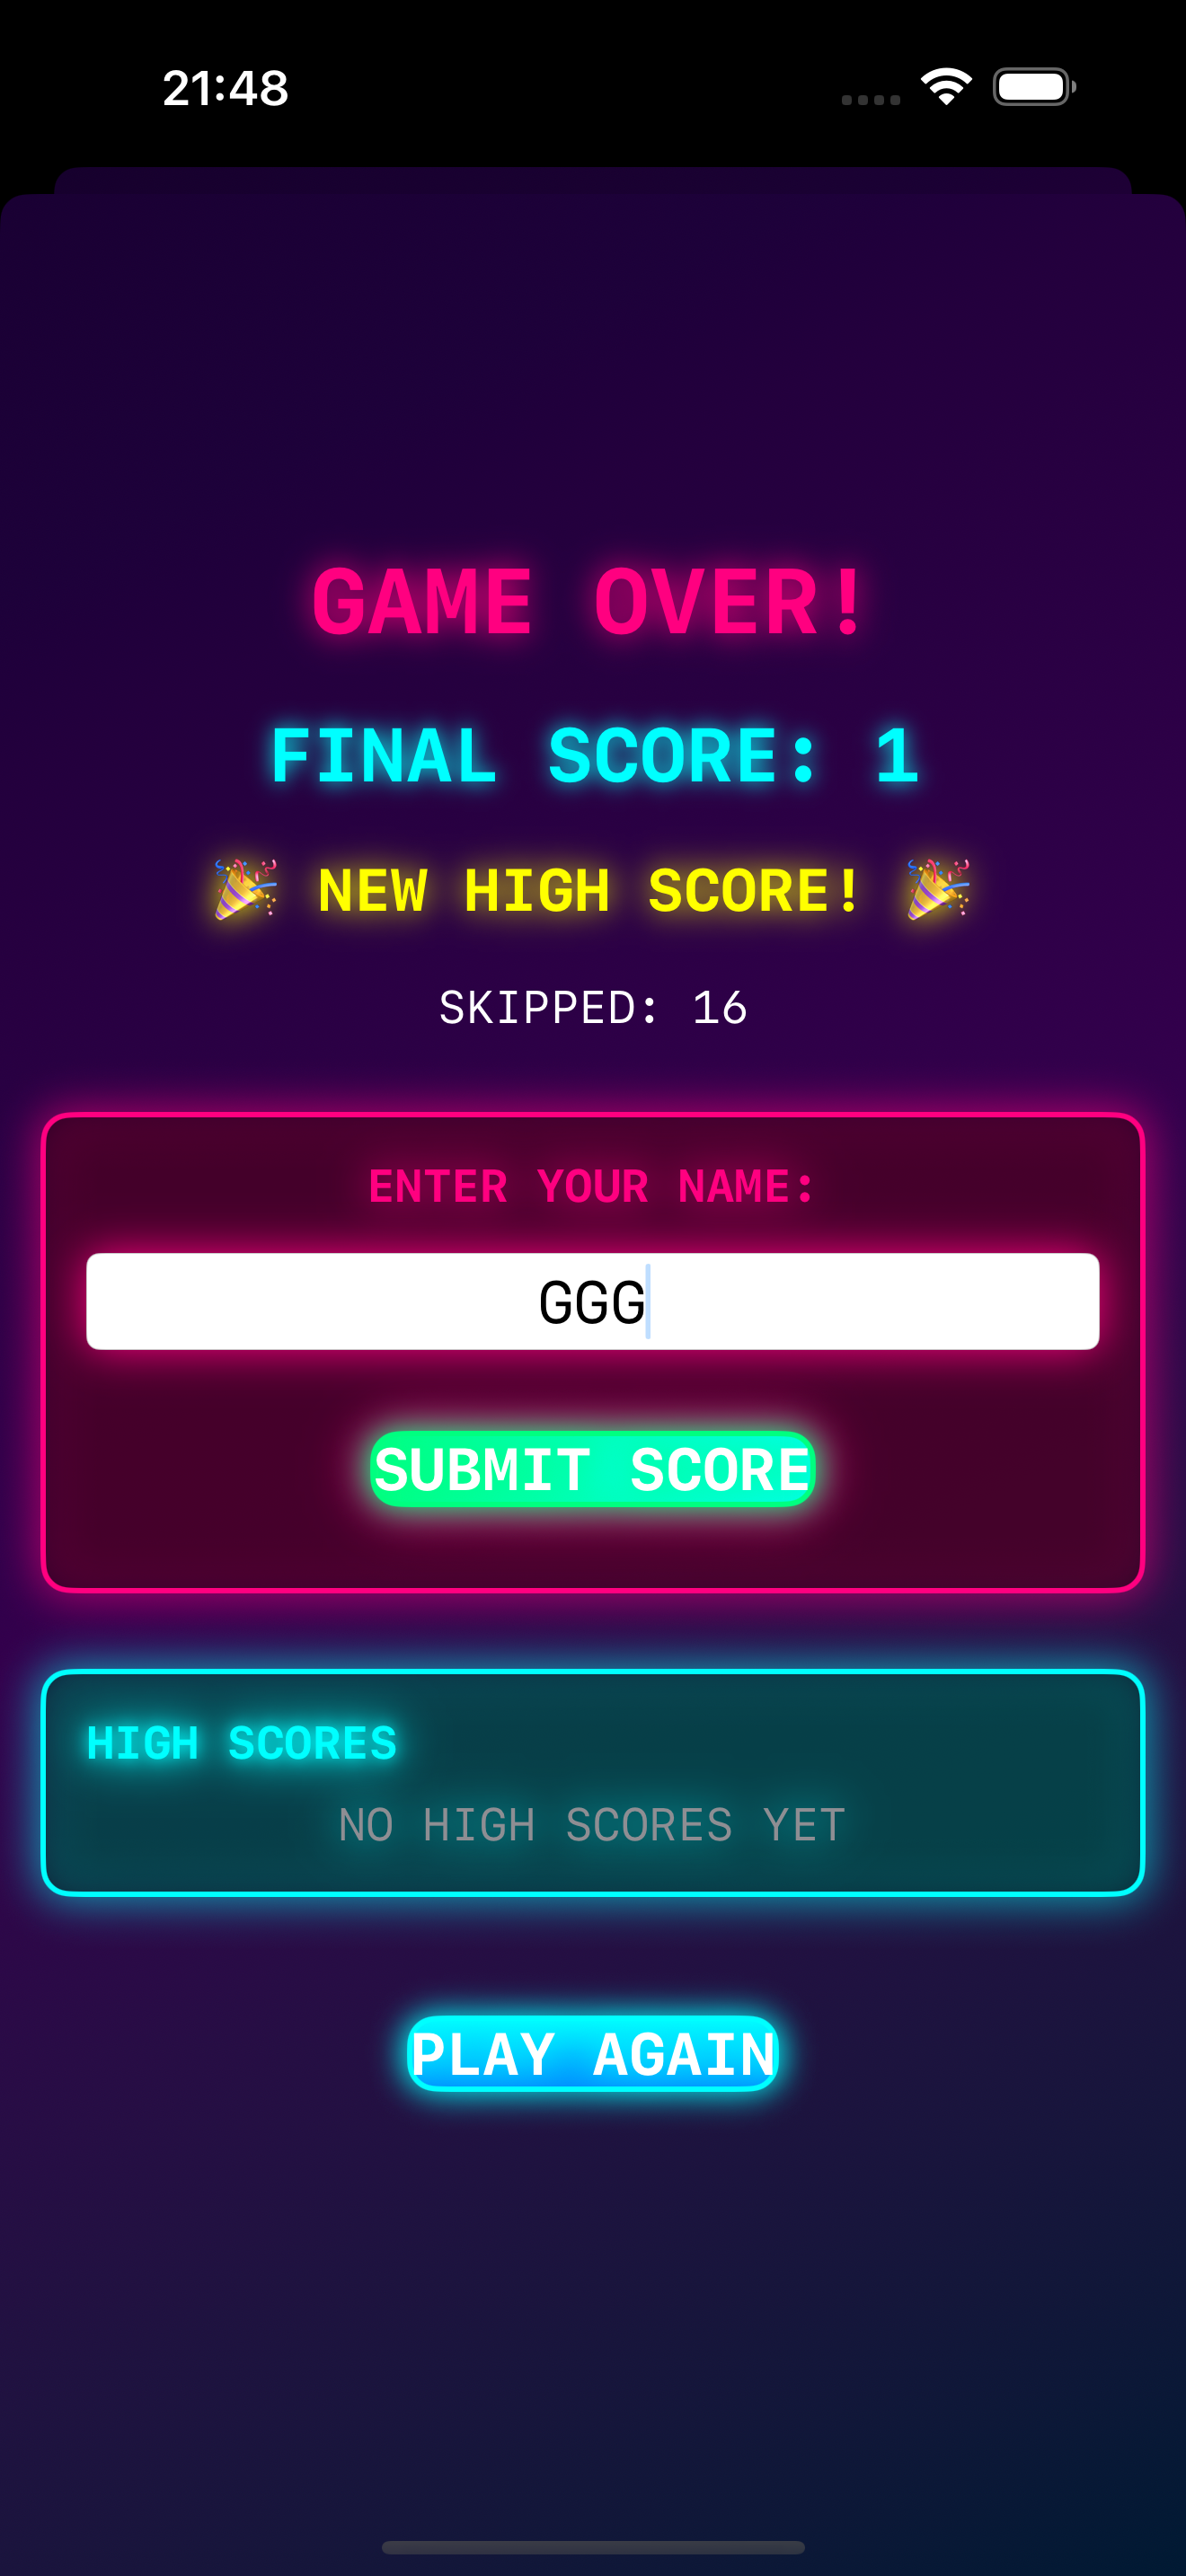 21:48
GAME OVER!
FINAL SCORE: 1
🎉 NEW HIGH SCORE! 🎉
SKIPPED: 16
ENTER YOUR NAME:
GGG
SUBMIT SCORE
HIGH SCORES
NO HIGH SCORES YET
PLAY AGAIN